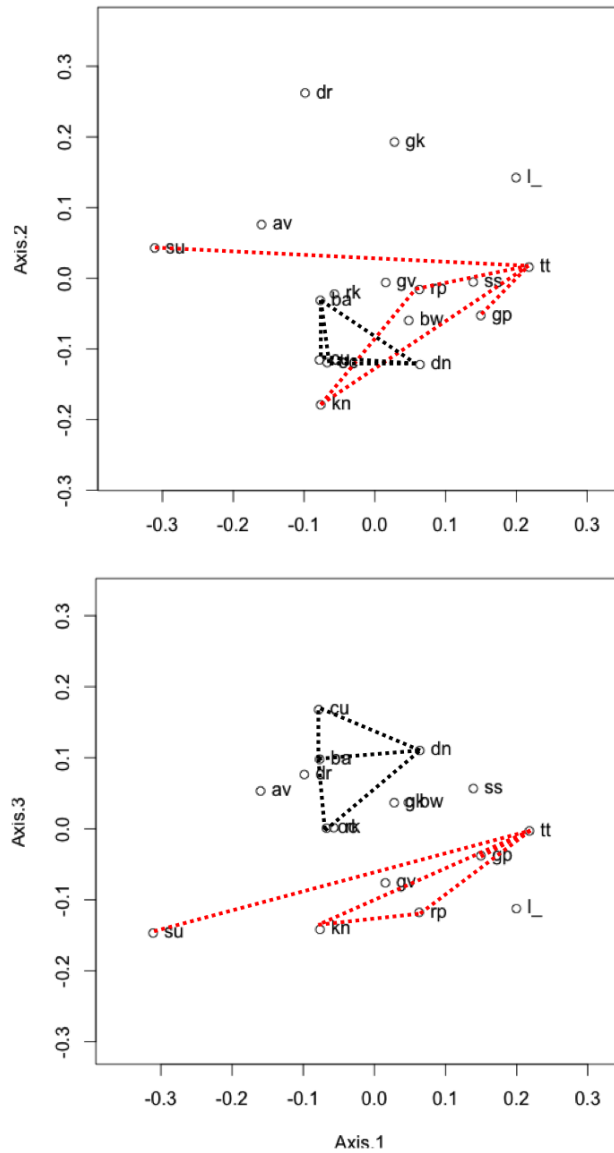 0.3
dr
0.2
gk
l_
0.1
av
Axis.2
su
tt
0.0
gv
rp
ss
rk
ba
bw
gp
-0.1
dn
kn
-0.2
-0.3
-0.3 -0.2 -0.1 0.0 0.1 0.2 0.3
0.3
0.2
cu
dn
0.1
ba
dr
av
ss
gk bw
Axis.3
0.0
rk
tt
gp
gv
-0.1
rp
l_
su
kn
-0.2
-0.3
-0.3 -0.2 -0.1 0.0 0.1 0.2 0.3
Axis.1